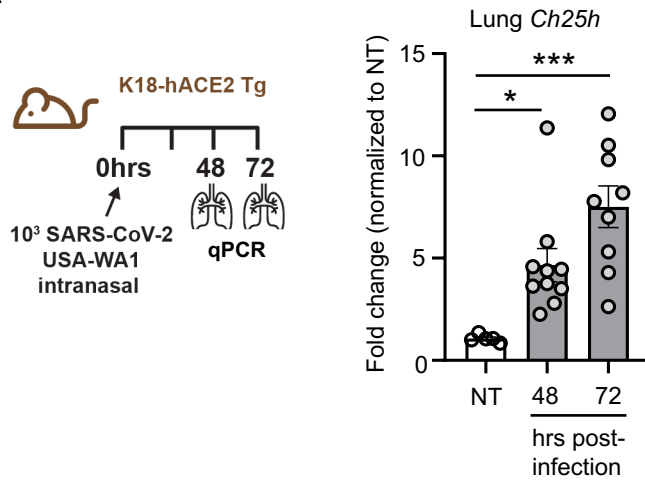 K18-hACE2 Tg
0hrs 48 72
10³ SARS-CoV-2
USA-WA1
intranasal
qPCR
Lung Ch25h
Fold change (normalized to NT)
15
10
5
0
***
*
NT 48 72
hrs post-
infection